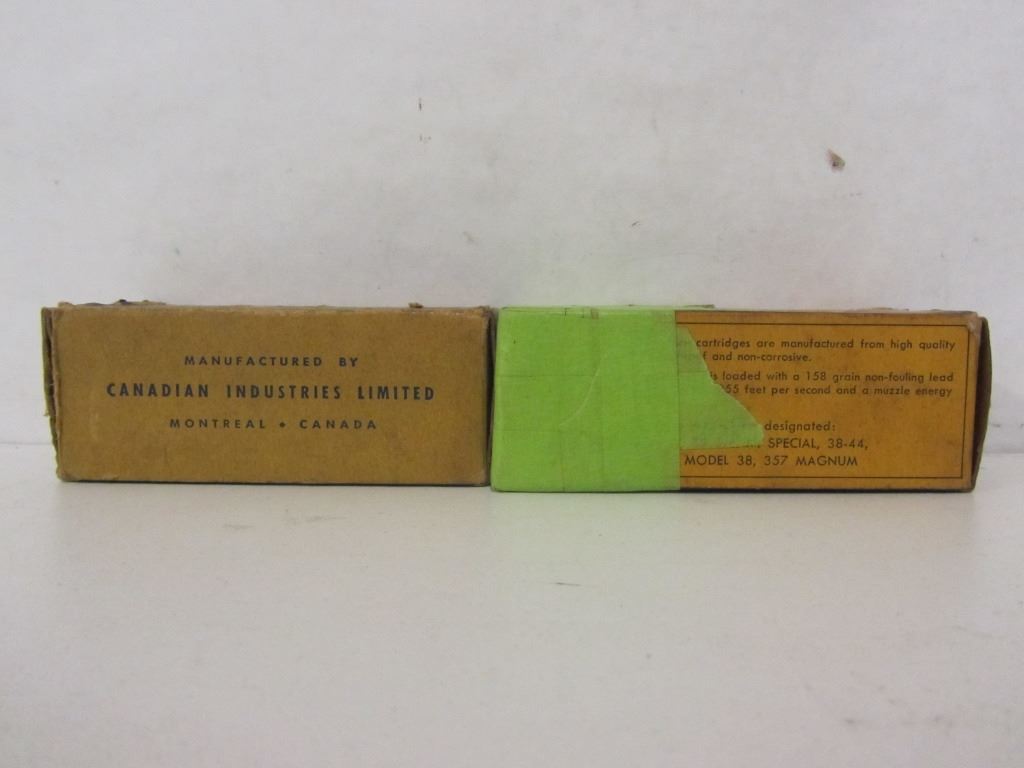 MANUFACTURED BY
CANADIAN INDUSTRIES LIMITED
MONTREAL • CANADA
cartridges are manufactured from high quality
and non-corrosive.
loaded with a 158 grain non-fouling lead
55 feet per second and a muzzle energy
designated:
SPECIAL, 38-44,
MODEL 38, 357 MAGNUM